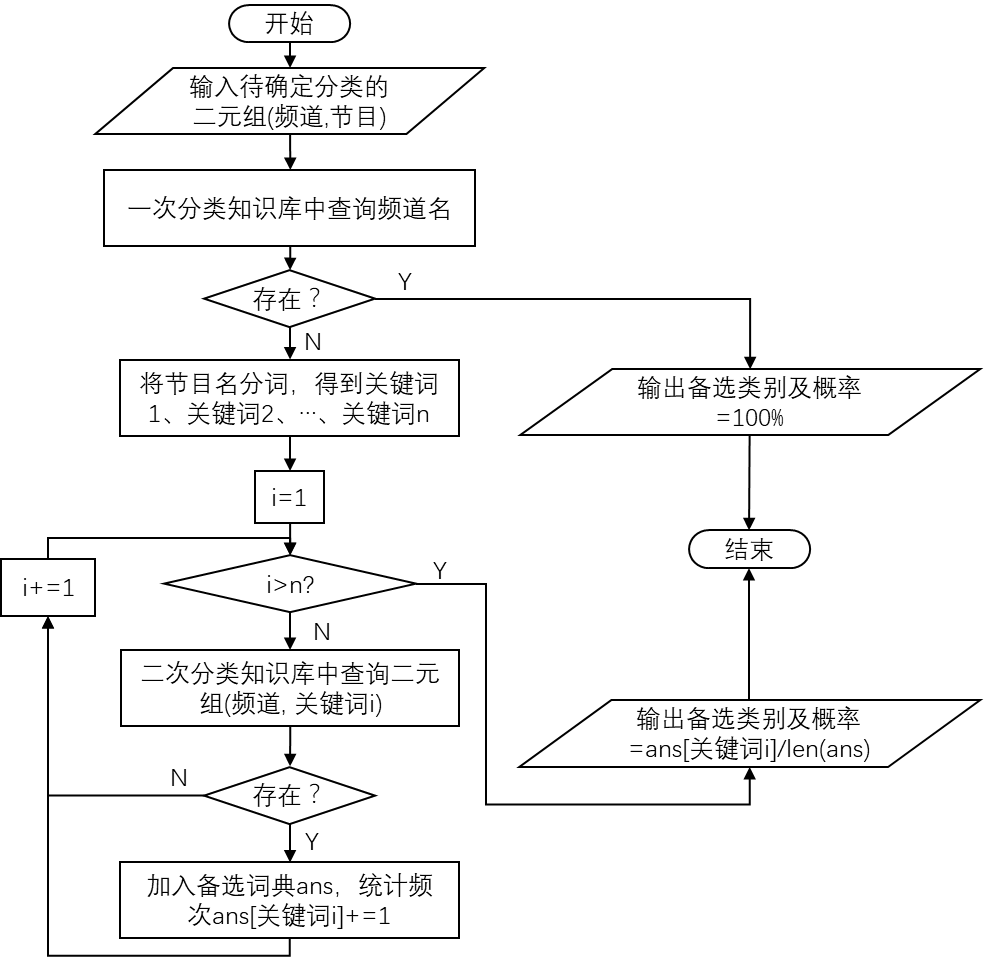 开始
输入待确定分类的
二元组(频道,节目)
一次分类知识库中查询频道名
存在？
Y
N
将节目名分词，得到关键词
1、关键词2、…、关键词n
输出备选类别及概率
=100%
i=1
结束
i+=1
i>n?
Y
N
二次分类知识库中查询二元
组(频道, 关键词i)
输出备选类别及概率
=ans[关键词i]/len(ans)
N
存在？
Y
加入备选词典ans，统计频
次ans[关键词i]+=1